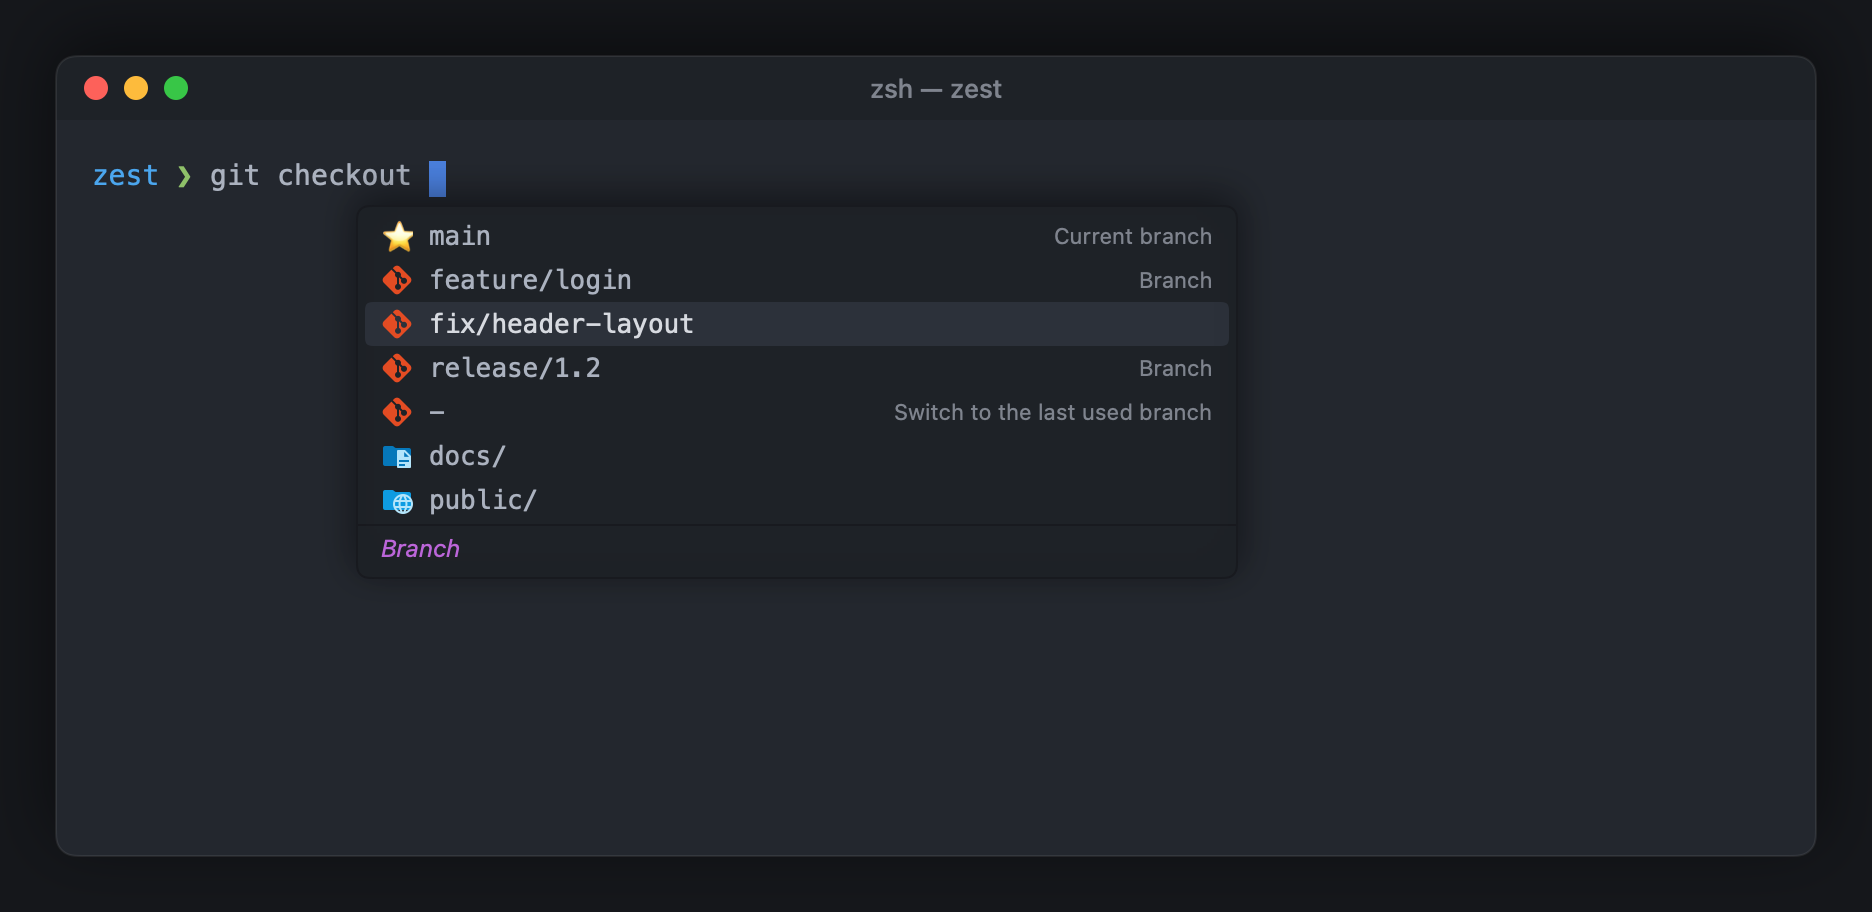 zsh — zest
zest ❯ git checkout
main Current branch
feature/login Branch
fix/header-layout
release/1.2 Branch
- Switch to the last used branch
docs/
public/
Branch